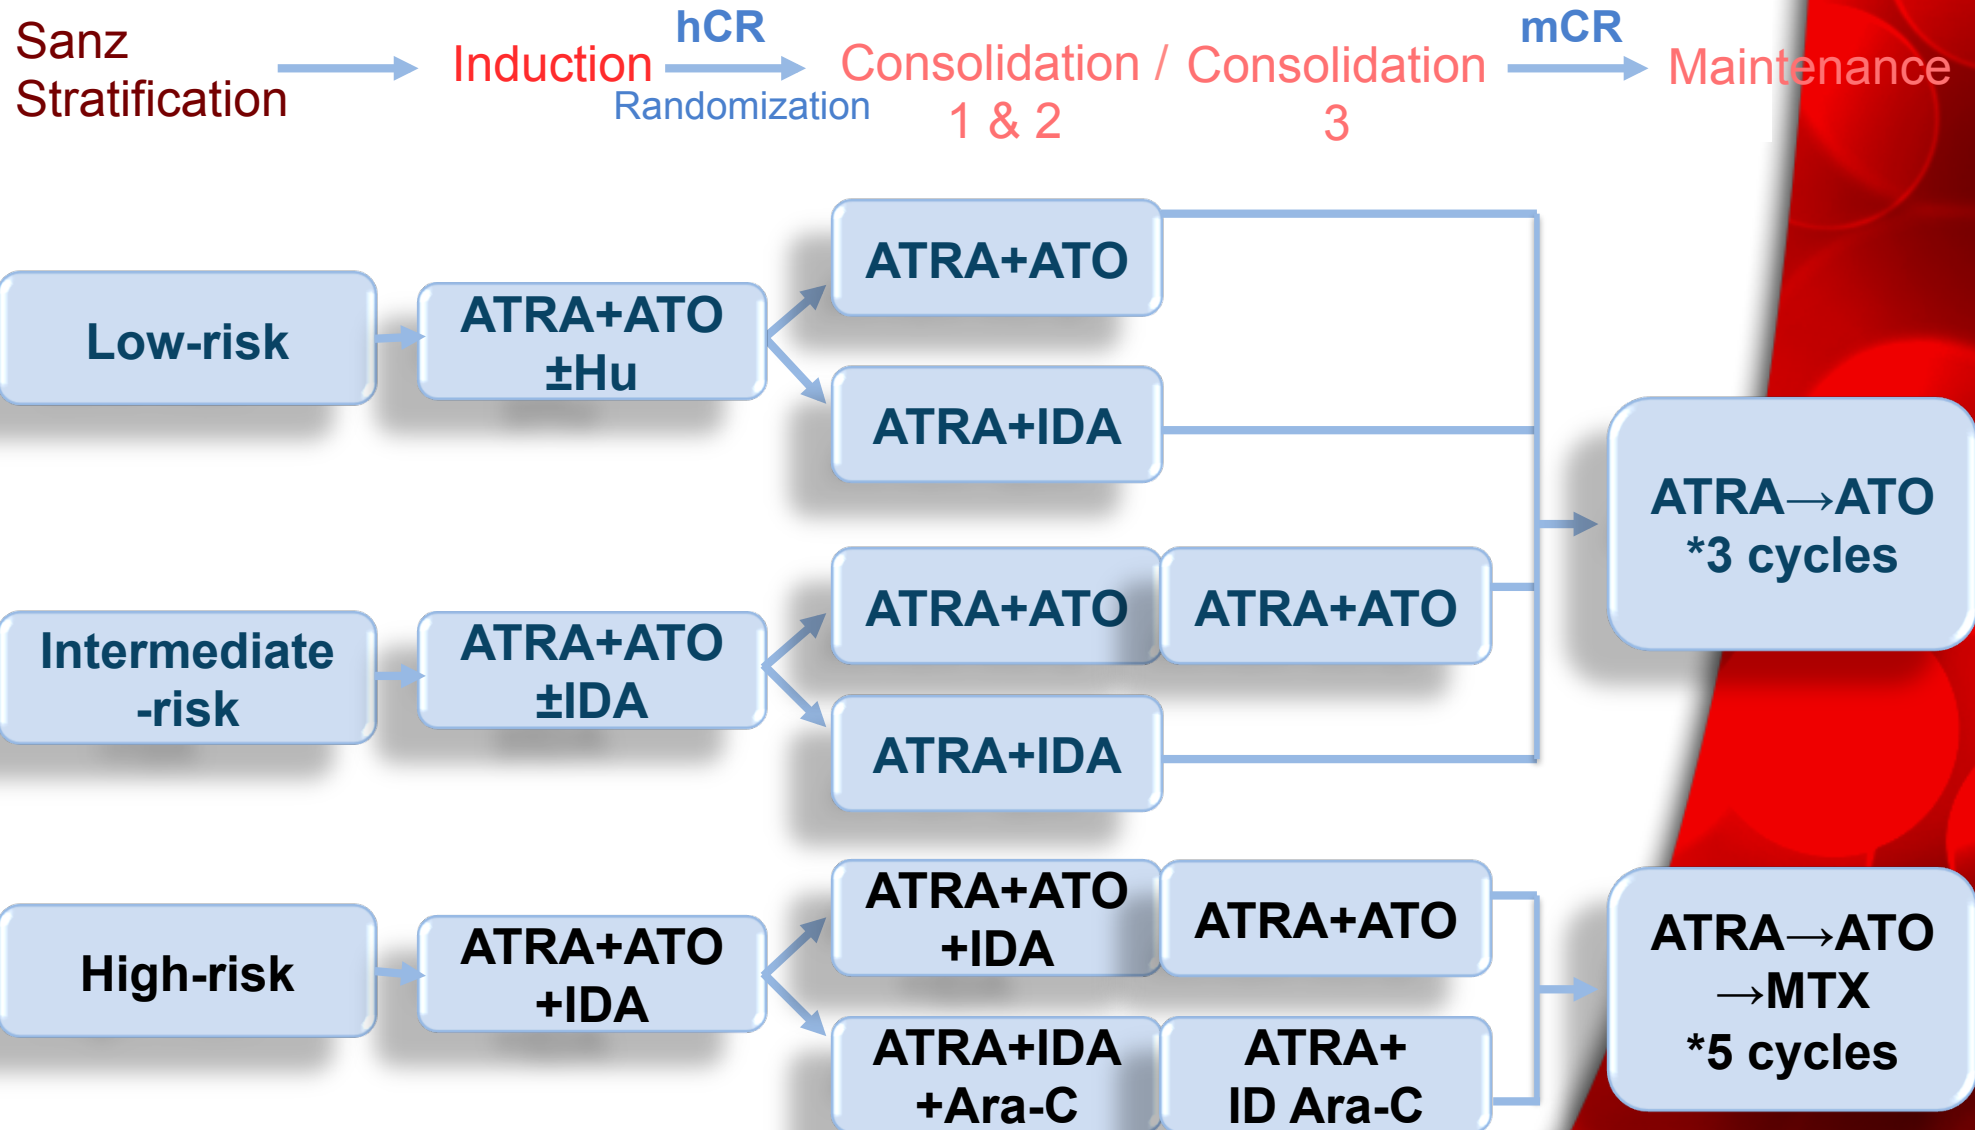 Sanz
Stratification
Induction
hCR
Randomization
Consolidation /
1 & 2
Consolidation
3
mCR
Maintenance
Low-risk
ATRA+ATO
±Hu
ATRA+ATO
ATRA+IDA
Intermediate
-risk
ATRA+ATO
±IDA
ATRA+ATO
ATRA+ATO
ATRA+IDA
ATRA→ATO
*3 cycles
High-risk
ATRA+ATO
+IDA
ATRA+ATO
+IDA
ATRA+ATO
ATRA+IDA
+Ara-C
ATRA+
ID Ara-C
ATRA→ATO
→MTX
*5 cycles